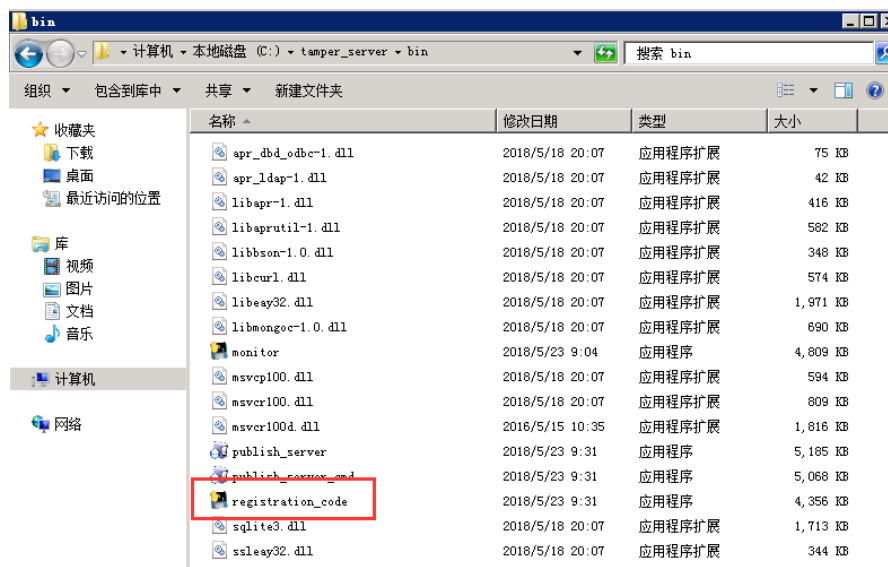 bin
计算机 本地磁盘 (C:) tamper_server bin 搜索 bin
组织 包含到库中 共享 新建文件夹
收藏夹
下载
桌面
最近访问的位置
库
视频
图片
文档
音乐
计算机
网络
名称 修改日期 类型 大小
apr_dbd_odbc-1.dll 2018/5/18 20:07 应用程序扩展 75 KB
apr_ldap-1.dll 2018/5/18 20:07 应用程序扩展 42 KB
libapr-1.dll 2018/5/18 20:07 应用程序扩展 416 KB
libaprutil-1.dll 2018/5/18 20:07 应用程序扩展 582 KB
libbson-1.0.dll 2018/5/18 20:07 应用程序扩展 348 KB
libcurl.dll 2018/5/18 20:07 应用程序扩展 574 KB
libeay32.dll 2018/5/18 20:07 应用程序扩展 1,971 KB
libmongoc-1.0.dll 2018/5/18 20:07 应用程序扩展 690 KB
monitor 2018/5/23 9:04 应用程序 4,809 KB
msvcp100.dll 2018/5/18 20:07 应用程序扩展 594 KB
msvcr100.dll 2018/5/18 20:07 应用程序扩展 809 KB
msvcr100d.dll 2016/5/15 10:35 应用程序扩展 1,816 KB
publish_server 2018/5/23 9:31 应用程序 5,185 KB
publish_server_cmd 2018/5/23 9:31 应用程序 5,068 KB
registration_code 2018/5/23 9:31 应用程序 4,356 KB
sqlite3.dll 2018/5/18 20:07 应用程序扩展 1,713 KB
ssleay32.dll 2018/5/18 20:07 应用程序扩展 344 KB